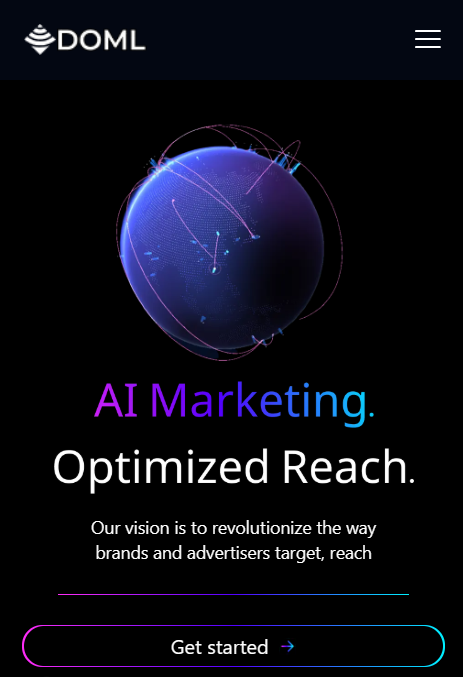 DOML
AI Marketing.
Optimized Reach.
Our vision is to revolutionize the way
brands and advertisers target, reach
Get started →